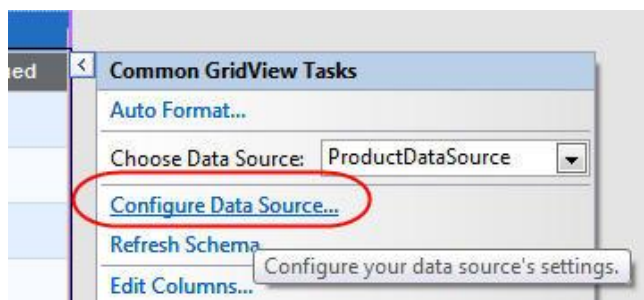 Common GridView Tasks
Auto Format...
Choose Data Source: ProductDataSource
Configure Data Source...
Refresh Schema
Configure your data source's settings.
Edit Columns...